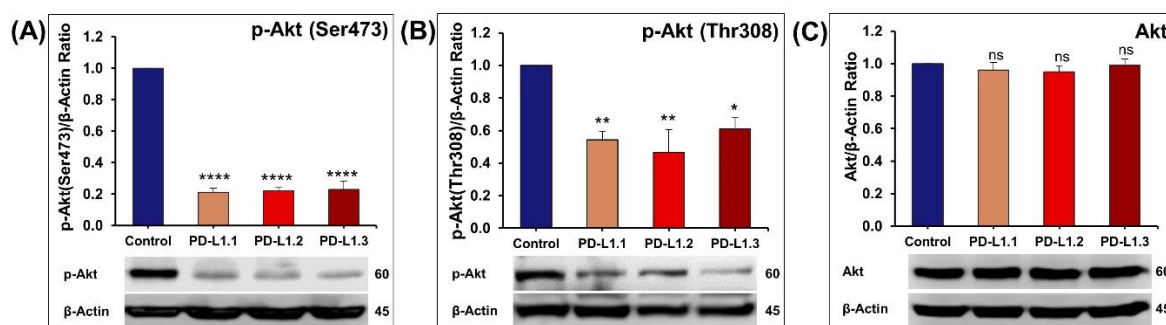 (A)
p-Akt (Ser473)
p-Akt(Ser473)/β-Actin Ratio
1.2
1.0
0.8
0.6
0.4
0.2
0.0
****
****
****
Control PD-L1.1 PD-L1.2 PD-L1.3
p-Akt 60
β-Actin 45
(B)
p-Akt (Thr308)
p-Akt(Thr308)/β-Actin Ratio
1.2
1.0
0.8
0.6
0.4
0.2
0.0
**
**
*
Control PD-L1.1 PD-L1.2 PD-L1.3
p-Akt 60
β-Actin 45
(C)
Akt
Akt/β-Actin Ratio
1.2
1.0
0.8
0.6
0.4
0.2
0.0
ns
ns
ns
Control PD-L1.1 PD-L1.2 PD-L1.3
Akt 60
β-Actin 45